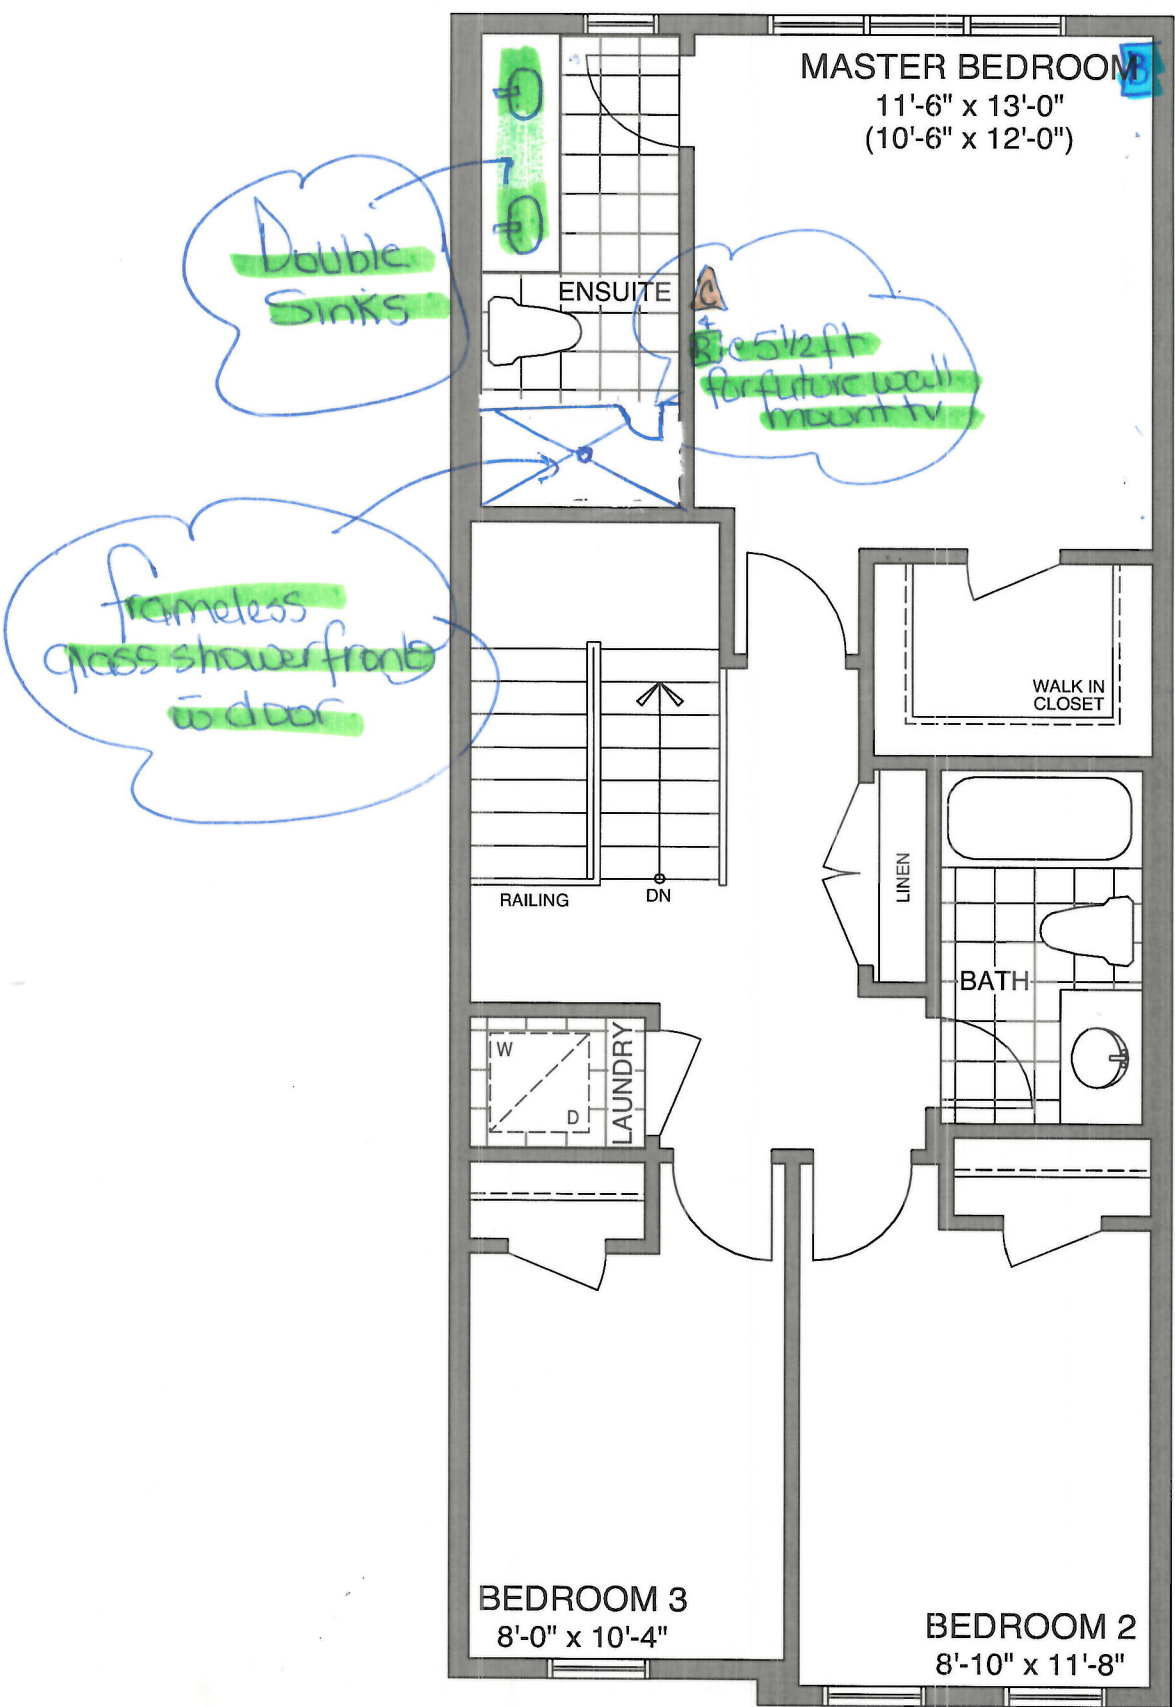 MASTER BEDROOM
B
11'-6" x 13'-0"
(10'-6" x 12'-0")
Double
Sinks
ENSUITE
C
+
B @ 5 1/2 ft
for future wall
mount tv
frameless
glass shower front
w door
WALK IN
CLOSET
RAILING
DN
LINEN
BATH
W
D
LAUNDRY
BEDROOM 3
8'-0" x 10'-4"
BEDROOM 2
8'-10" x 11'-8"